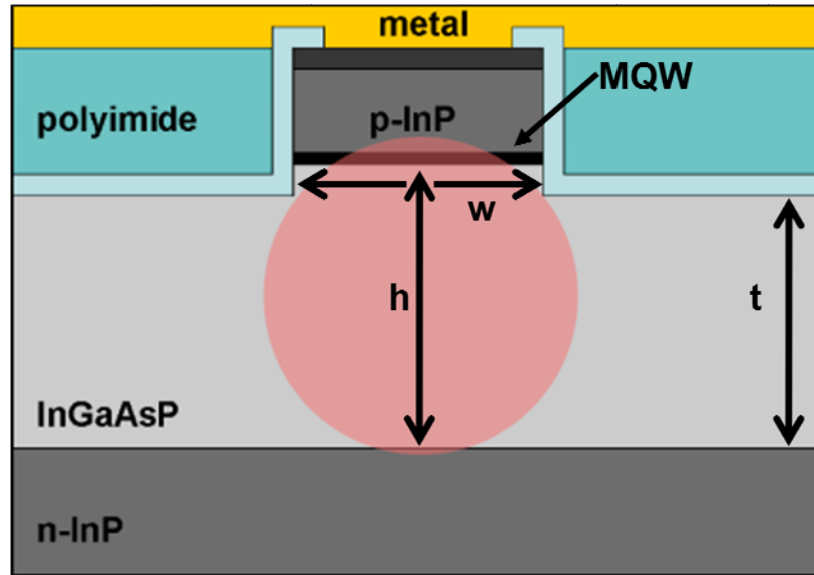 metal
MQW
polyimide
p-InP
w
h
t
InGaAsP
n-InP